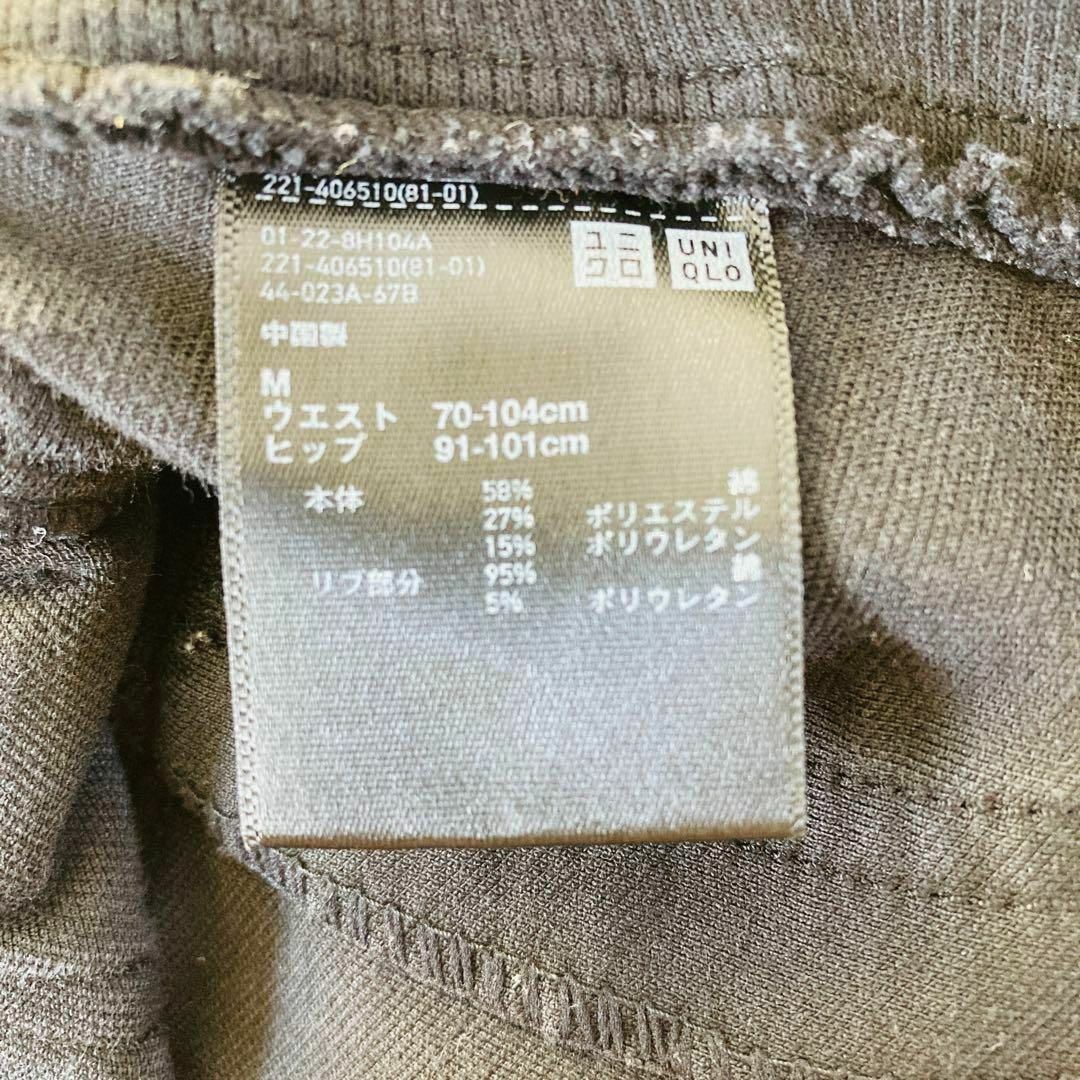 221-406510(81-01)
01-22-8H104A
221-406510(81-01)
44-023A-67B
ユニ
クロ
UNI
QLO
中国製
M
ウエスト 70-104cm
ヒップ 91-101cm
本体 58% 綿
27% ポリエステル
15% ポリウレタン
リブ部分 95% 綿
5% ポリウレタン